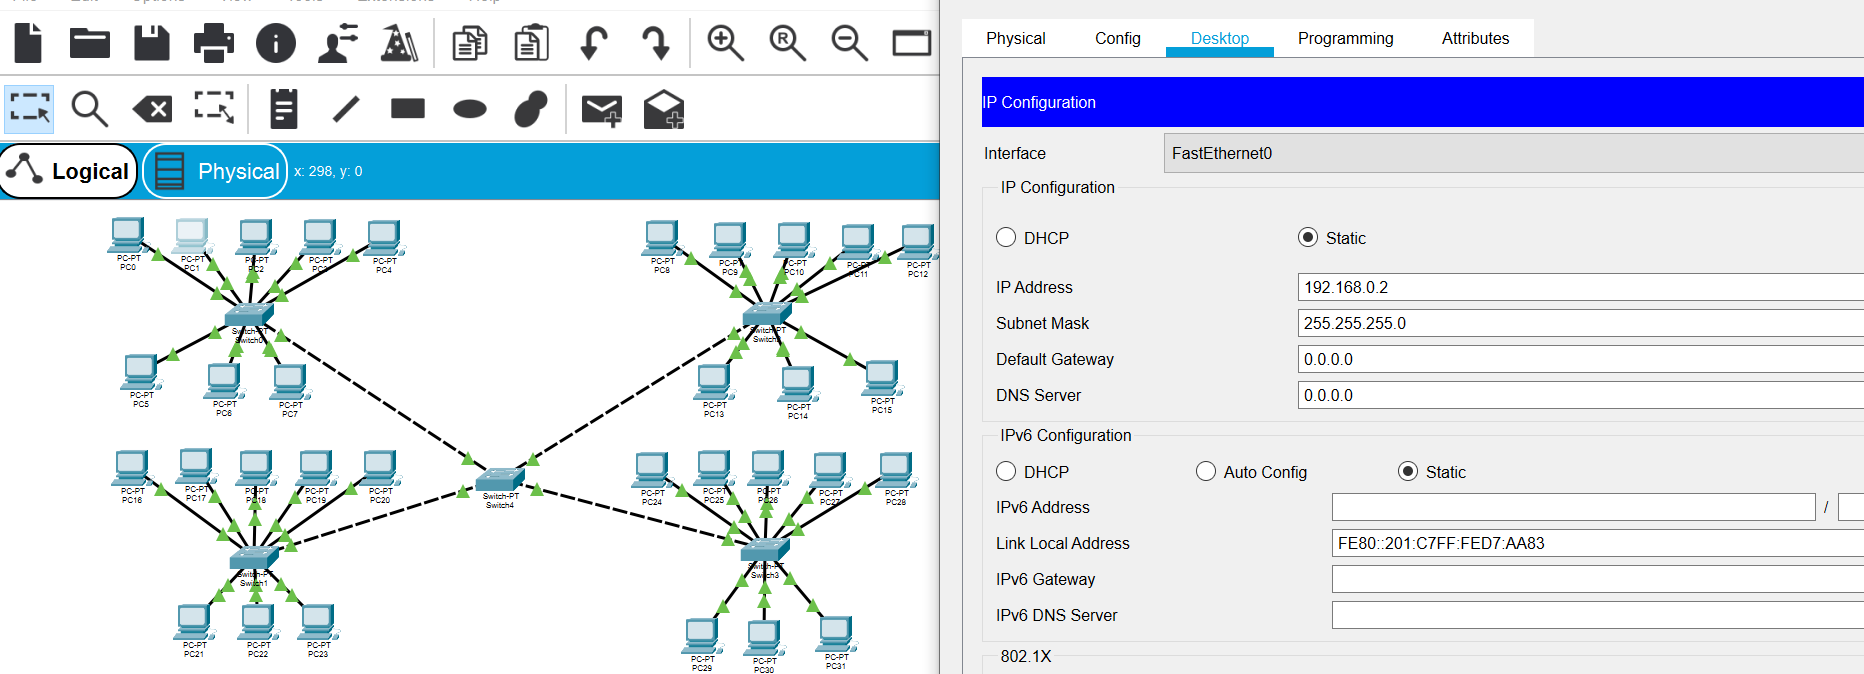 Physical
Config
Desktop
Programming
Attributes
Logical
Physical
x: 298, y: 0
IP Configuration
Interface
FastEthernet0
IP Configuration
DHCP
Static
IP Address
192.168.0.2
Subnet Mask
255.255.255.0
Default Gateway
0.0.0.0
DNS Server
0.0.0.0
IPv6 Configuration
DHCP
Auto Config
Static
IPv6 Address
/
Link Local Address
FE80::201:C7FF:FED7:AA83
IPv6 Gateway
IPv6 DNS Server
802.1X
PC-PT
PC0
PC-PT
PC1
PC-PT
PC2
PC-PT
PC3
PC-PT
PC4
Switch-PT
Switch0
PC-PT
PC5
PC-PT
PC6
PC-PT
PC7
PC-PT
PC8
PC-PT
PC9
PC-PT
PC10
PC-PT
PC11
PC-PT
PC12
Switch-PT
PC-PT
PC13
PC-PT
PC14
PC-PT
PC15
Switch-PT
Switch4
PC-PT
PC16
PC-PT
PC17
PC-PT
PC18
PC-PT
PC19
PC-PT
PC20
Switch-PT
Switch1
PC-PT
PC21
PC-PT
PC22
PC-PT
PC23
PC-PT
PC24
PC-PT
PC25
PC-PT
PC26
PC-PT
PC27
PC-PT
PC28
Switch-PT
Switch3
PC-PT
PC29
PC-PT
PC30
PC-PT
PC31